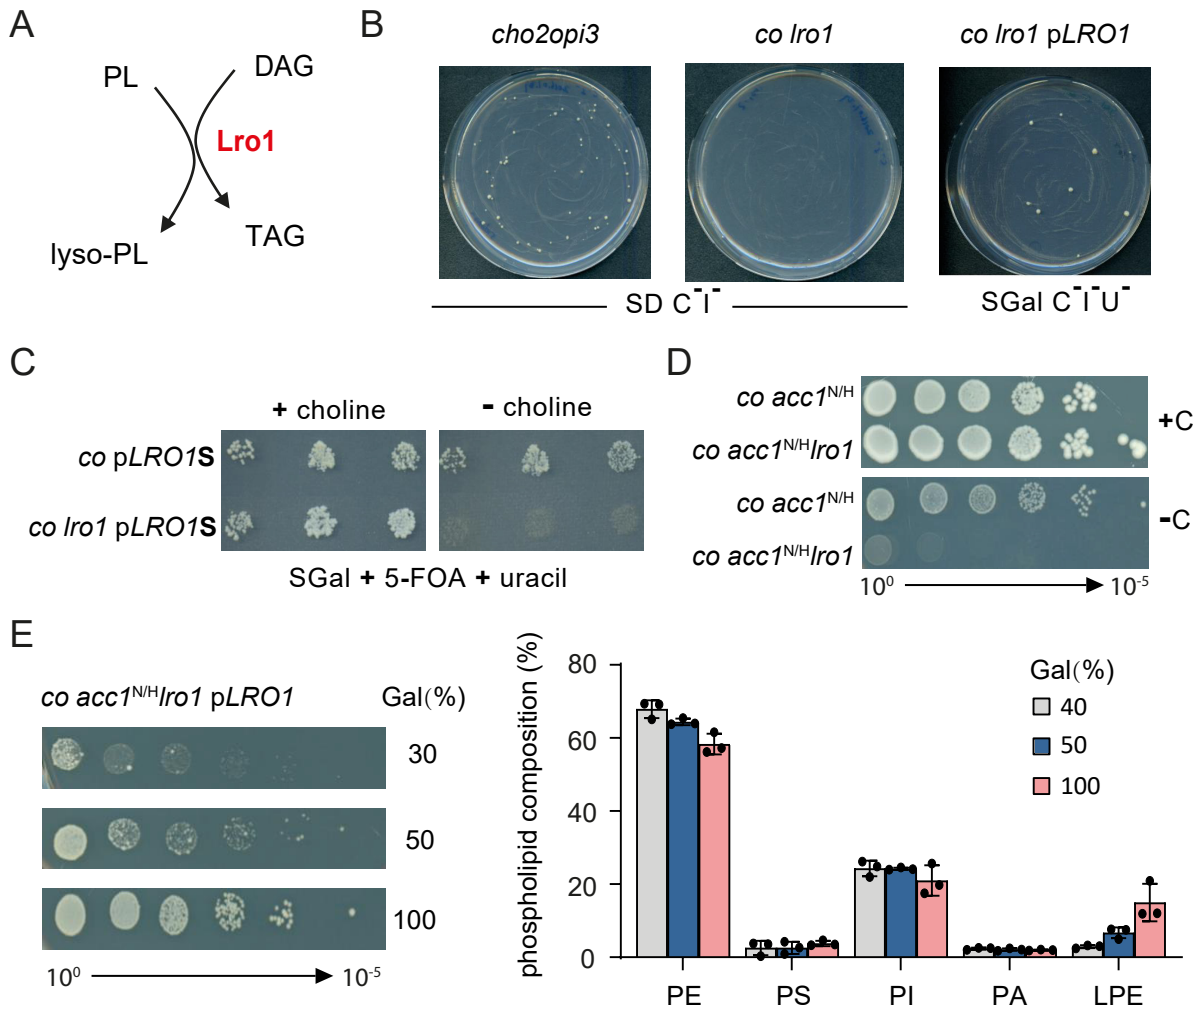 A
PL
DAG
Lro1
lyso-PL
TAG
B
cho2opi3
co lro1
co lro1 pLRO1
SD C⁻I⁻
SGal C⁻I⁻U⁻
C
+ choline
- choline
co pLRO1S
co lro1 pLRO1S
SGal + 5-FOA + uracil
D
co acc1ᴺ/ᴴ
co acc1ᴺ/ᴴlro1
+C
co acc1ᴺ/ᴴ
co acc1ᴺ/ᴴlro1
-C
10⁰
10⁻⁵
E
co acc1ᴺ/ᴴlro1 pLRO1
Gal(%)
30
50
100
10⁰
10⁻⁵
phospholipid composition (%)
80
60
40
20
0
Gal(%)
40
50
100
PE
PS
PI
PA
LPE